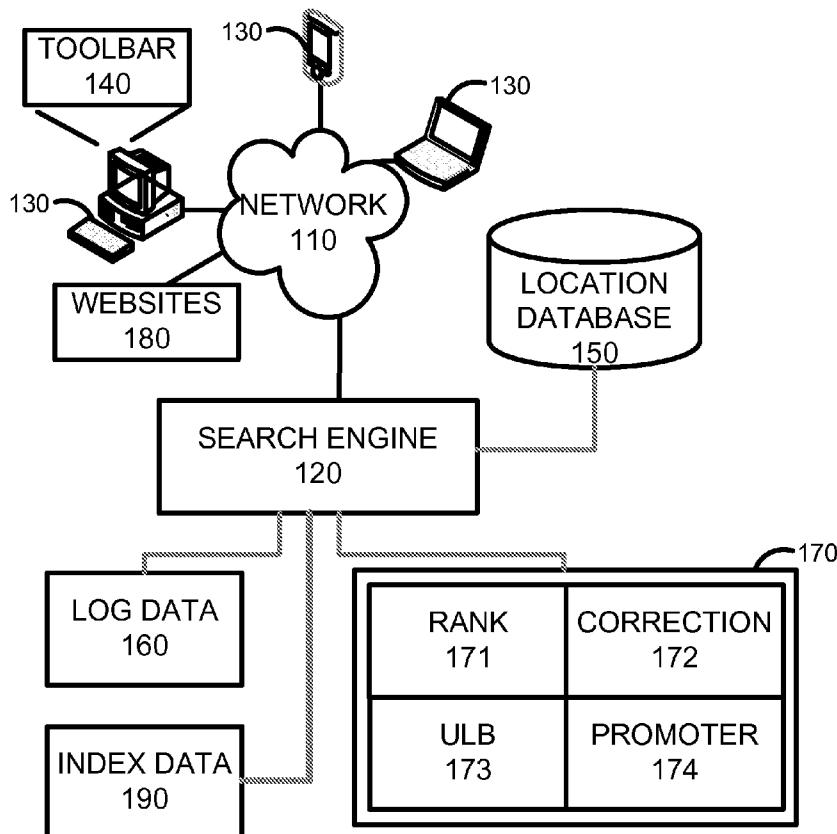 TOOLBAR
140
130
130
130
NETWORK
110
WEBSITES
180
LOCATION
DATABASE
150
SEARCH ENGINE
120
170
LOG DATA
160
RANK
171
CORRECTION
172
ULB
173
PROMOTER
174
INDEX DATA
190